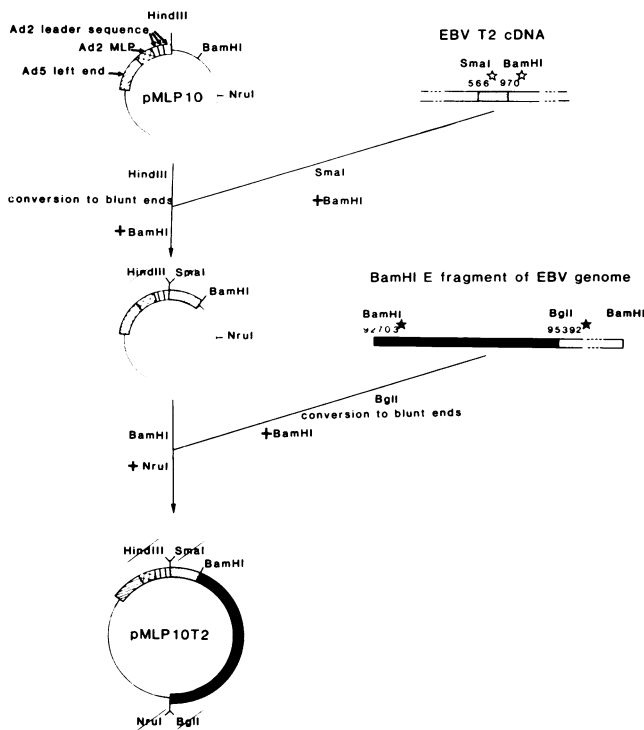 HindIII
Ad2 leader sequence
BamHI
Ad2 MLP
Ad5 left end
pMLP10
NruI
EBV T2 cDNA
SmaI BamHI
566 970
HindIII
conversion to blunt ends
+BamHI
SmaI
+BamHI
HindIII SmaI
BamHI
NruI
BamHI E fragment of EBV genome
BamHI BglI BamHI
92703 95392
BglI
conversion to blunt ends
+BamHI
BamHI
+NruI
HindIII SmaI
BamHI
pMLP10T2
NruI BglI